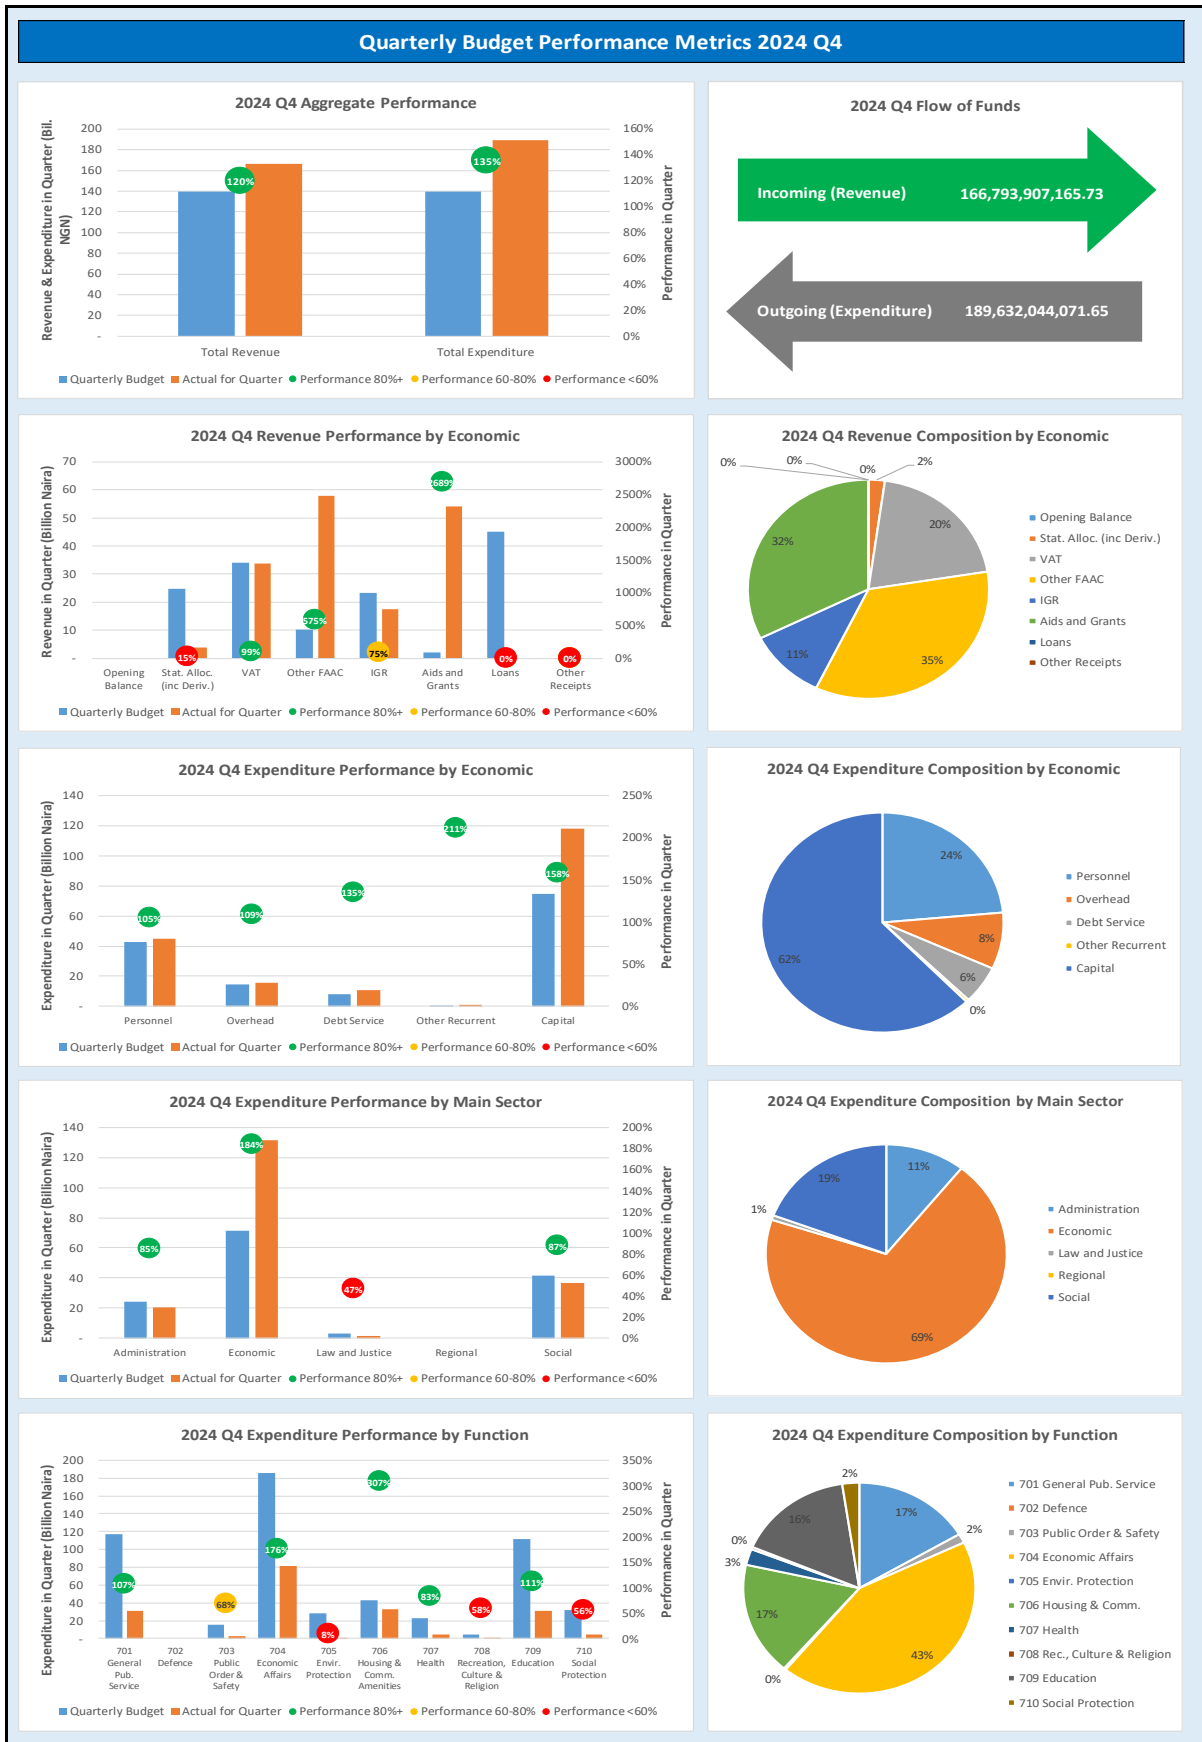 Quarterly Budget Performance Metrics 2024 Q4
2024 Q4 Aggregate Performance
Revenue & Expenditure in Quarter (Bil. NGN)
200
180
160
140
120
100
80
60
40
20
-
160%
140%
120%
100%
80%
60%
40%
20%
0%
Performance in Quarter
120%
135%
Total Revenue
Total Expenditure
Quarterly Budget
Actual for Quarter
Performance 80%+
Performance 60-80%
Performance <60%
2024 Q4 Flow of Funds
Incoming (Revenue) 166,793,907,165.73
Outgoing (Expenditure) 189,632,044,071.65
2024 Q4 Revenue Performance by Economic
Revenue in Quarter (Billion Naira)
70
60
50
40
30
20
10
-
3000%
2500%
2000%
1500%
1000%
500%
0%
Performance in Quarter
15%
99%
575%
75%
2689%
0%
0%
Opening Balance
Stat. Alloc. (inc Deriv.)
VAT
Other FAAC
IGR
Aids and Grants
Loans
Other Receipts
Quarterly Budget
Actual for Quarter
Performance 80%+
Performance 60-80%
Performance <60%
2024 Q4 Revenue Composition by Economic
0%
0%
0%
2%
20%
35%
11%
32%
Opening Balance
Stat. Alloc. (inc Deriv.)
VAT
Other FAAC
IGR
Aids and Grants
Loans
Other Receipts
2024 Q4 Expenditure Performance by Economic
Expenditure in Quarter (Billion Naira)
140
120
100
80
60
40
20
-
250%
200%
150%
100%
50%
0%
Performance in Quarter
105%
109%
135%
211%
158%
Personnel
Overhead
Debt Service
Other Recurrent
Capital
Quarterly Budget
Actual for Quarter
Performance 80%+
Performance 60-80%
Performance <60%
2024 Q4 Expenditure Composition by Economic
24%
8%
6%
0%
62%
Personnel
Overhead
Debt Service
Other Recurrent
Capital
2024 Q4 Expenditure Performance by Main Sector
Expenditure in Quarter (Billion Naira)
140
120
100
80
60
40
20
-
200%
180%
160%
140%
120%
100%
80%
60%
40%
20%
0%
Performance in Quarter
85%
184%
47%
87%
Administration
Economic
Law and Justice
Regional
Social
Quarterly Budget
Actual for Quarter
Performance 80%+
Performance 60-80%
Performance <60%
2024 Q4 Expenditure Composition by Main Sector
11%
69%
1%
19%
Administration
Economic
Law and Justice
Regional
Social
2024 Q4 Expenditure Performance by Function
Expenditure in Quarter (Billion Naira)
200
180
160
140
120
100
80
60
40
20
-
350%
300%
250%
200%
150%
100%
50%
0%
Performance in Quarter
107%
68%
176%
8%
307%
83%
58%
111%
56%
701 General Pub. Service
702 Defence
703 Public Order & Safety
704 Economic Affairs
705 Envir. Protection
706 Housing & Comm. Amenities
707 Health
708 Recreation, Culture & Religion
709 Education
710 Social Protection
Quarterly Budget
Actual for Quarter
Performance 80%+
Performance 60-80%
Performance <60%
2024 Q4 Expenditure Composition by Function
2%
17%
2%
43%
0%
17%
3%
0%
16%
701 General Pub. Service
702 Defence
703 Public Order & Safety
704 Economic Affairs
705 Envir. Protection
706 Housing & Comm.
707 Health
708 Rec., Culture & Religion
709 Education
710 Social Protection